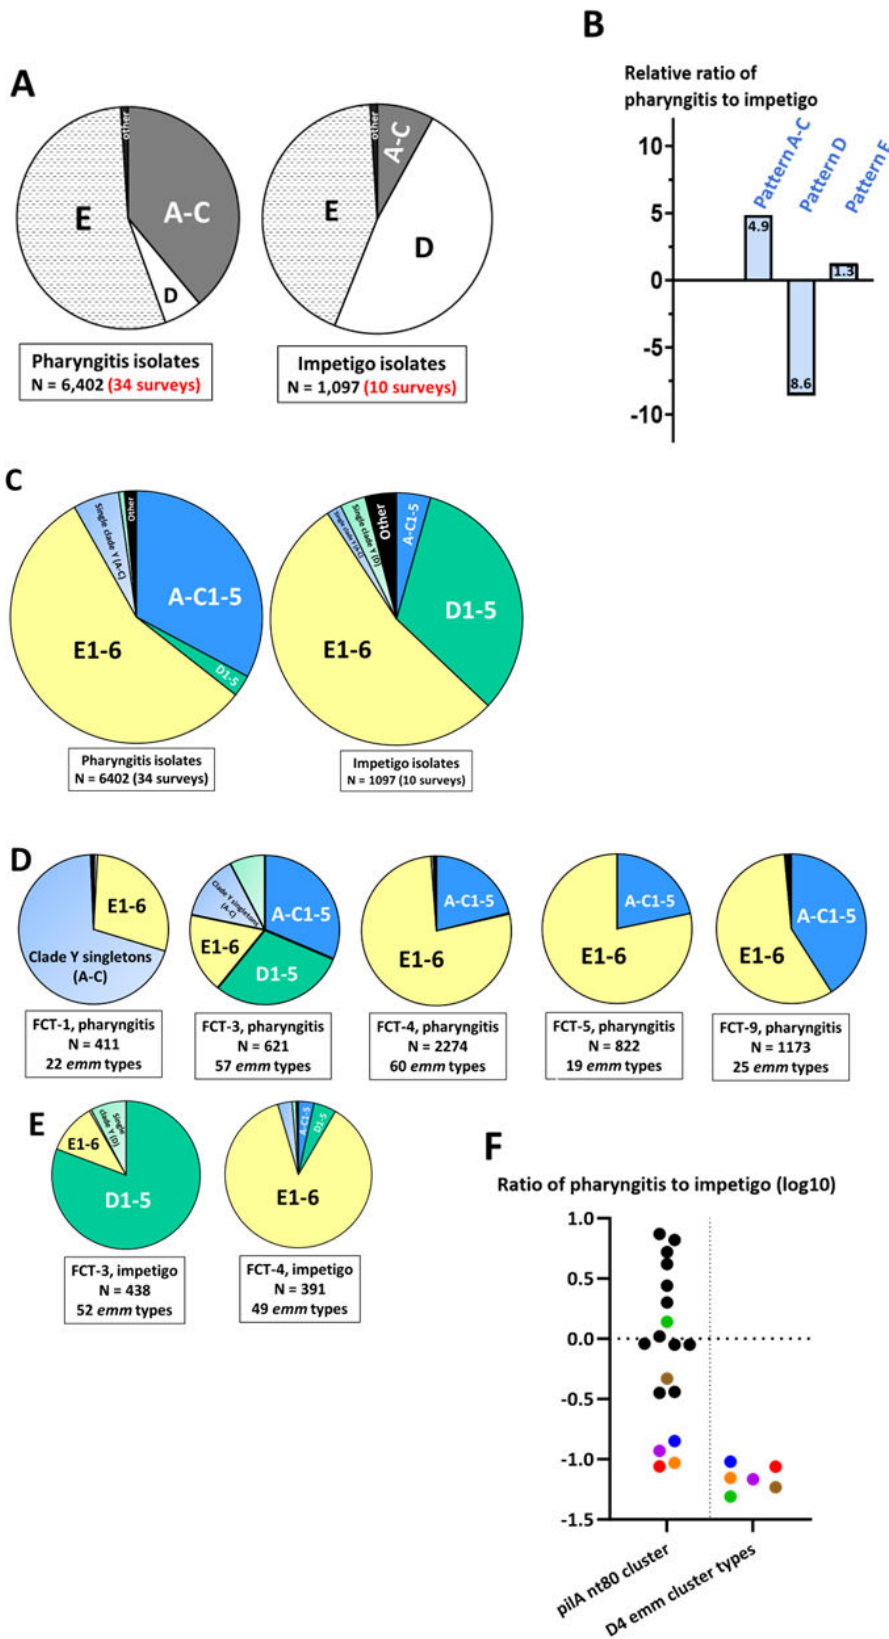 A
other
A-C
E
D
Pharyngitis isolates
N = 6,402 (34 surveys)
other
A-C
E
D
Impetigo isolates
N = 1,097 (10 surveys)
B
Relative ratio of
pharyngitis to impetigo
Pattern A-C
Pattern D
Pattern E
10
5
0
-5
-10
4.9
8.6
1.3
C
Single clade Y (A-C)
Other
A-C1-5
D1-5
E1-6
Pharyngitis isolates
N = 6402 (34 surveys)
Single clade Y (A-C)
Single clade Y (D)
Other
A-C1-5
D1-5
E1-6
Impetigo isolates
N = 1097 (10 surveys)
D
E1-6
Clade Y singletons
(A-C)
FCT-1, pharyngitis
N = 411
22 emm types
Clade Y singletons
(A-C)
A-C1-5
E1-6
D1-5
FCT-3, pharyngitis
N = 621
57 emm types
A-C1-5
E1-6
FCT-4, pharyngitis
N = 2274
60 emm types
A-C1-5
E1-6
FCT-5, pharyngitis
N = 822
19 emm types
A-C1-5
E1-6
FCT-9, pharyngitis
N = 1173
25 emm types
E
Single
clade Y (D)
E1-6
D1-5
FCT-3, impetigo
N = 438
52 emm types
A-C1-5
D1-5
E1-6
FCT-4, impetigo
N = 391
49 emm types
F
Ratio of pharyngitis to impetigo (log10)
1.0
0.5
0.0
-0.5
-1.0
-1.5
pilA nt80 cluster
D4 emm cluster types